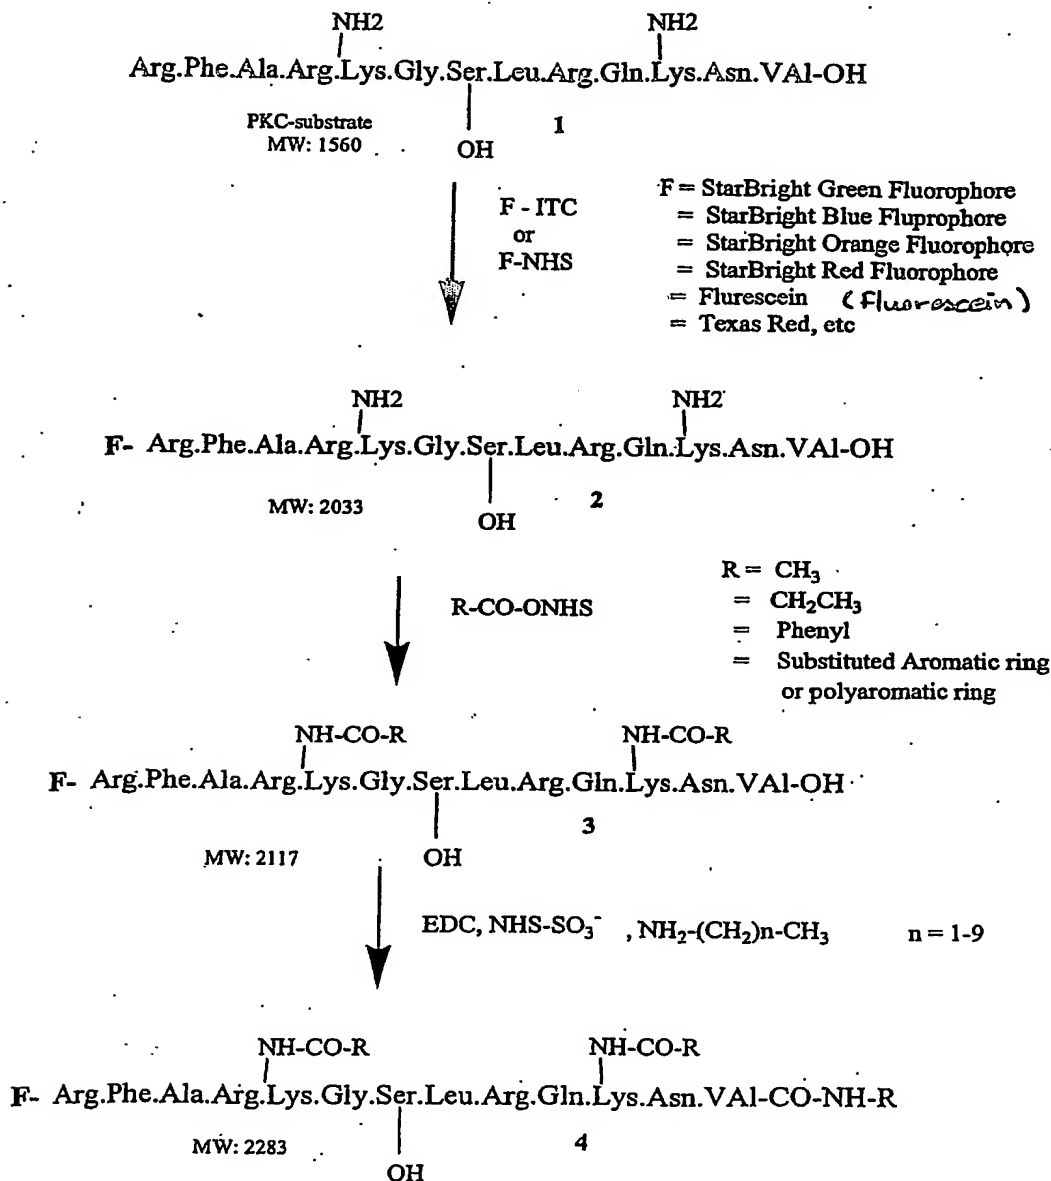 NH2 NH2
Arg.Phe.Ala.Arg.Lys.Gly.Ser.Leu.Arg.Gln.Lys.Asn.VAl-OH
PKC-substrate
MW: 1560
1
OH
F - ITC
or
F-NHS
F = StarBright Green Fluorophore
= StarBright Blue Fluprophore
= StarBright Orange Fluorophore
= StarBright Red Fluorophore
= Flurescein (fluorescein)
= Texas Red, etc
NH2 NH2
F- Arg.Phe.Ala.Arg.Lys.Gly.Ser.Leu.Arg.Gln.Lys.Asn.VAl-OH
MW: 2033
2
OH
R-CO-ONHS
R = CH₃
= CH₂CH₃
= Phenyl
= Substituted Aromatic ring
or polyaromatic ring
NH-CO-R NH-CO-R
F- Arg.Phe.Ala.Arg.Lys.Gly.Ser.Leu.Arg.Gln.Lys.Asn.VAl-OH
3
MW: 2117 OH
EDC, NHS-SO₃⁻ , NH₂-(CH₂)n-CH₃ n = 1-9
NH-CO-R NH-CO-R
F- Arg.Phe.Ala.Arg.Lys.Gly.Ser.Leu.Arg.Gln.Lys.Asn.VAl-CO-NH-R
MW: 2283 4
OH